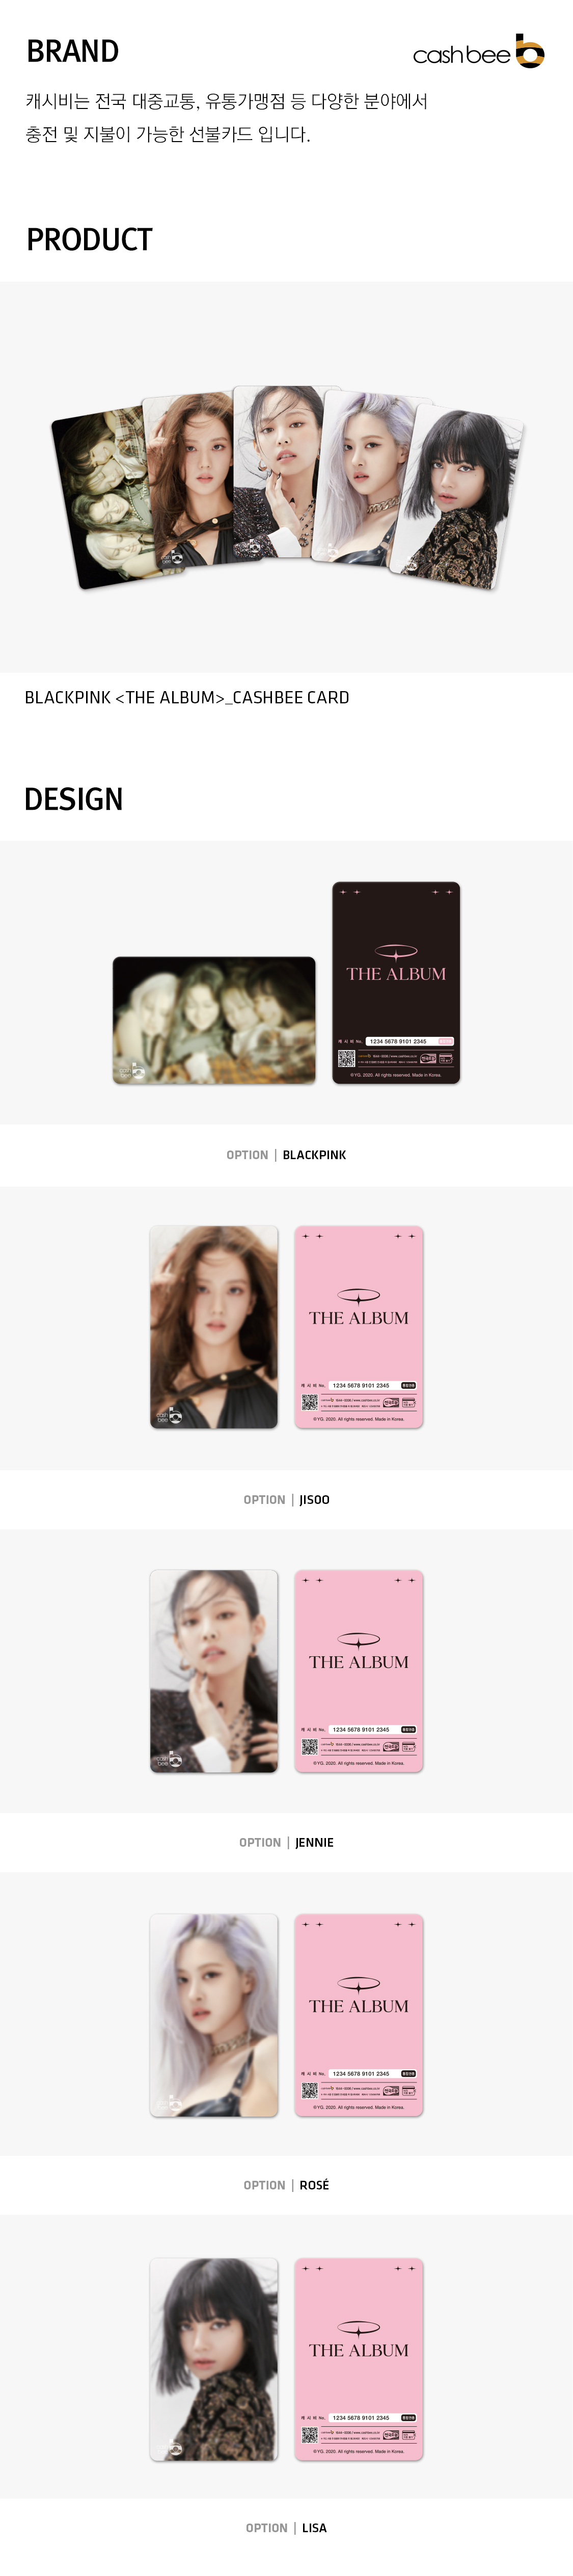 BRAND
cashbee b
캐시비는 전국 대중교통, 유통가맹점 등 다양한 분야에서
충전 및 지불이 가능한 선불카드 입니다.
PRODUCT
BLACKPINK <THE ALBUM>_CASHBEE CARD
DESIGN
THE ALBUM
캐시비 No. 1234 5678 9101 2345
©YG. 2020. All rights reserved. Made in Korea.
OPTION | BLACKPINK
cash
bee
THE ALBUM
캐시비 No. 1234 5678 9101 2345
©YG. 2020. All rights reserved. Made in Korea.
OPTION | JISOO
cash
bee
THE ALBUM
캐시비 No. 1234 5678 9101 2345
©YG. 2020. All rights reserved. Made in Korea.
OPTION | JENNIE
THE ALBUM
캐시비 No. 1234 5678 9101 2345
©YG. 2020. All rights reserved. Made in Korea.
OPTION | ROSÉ
THE ALBUM
캐시비 No. 1234 5678 9101 2345
©YG. 2020. All rights reserved. Made in Korea.
OPTION | LISA